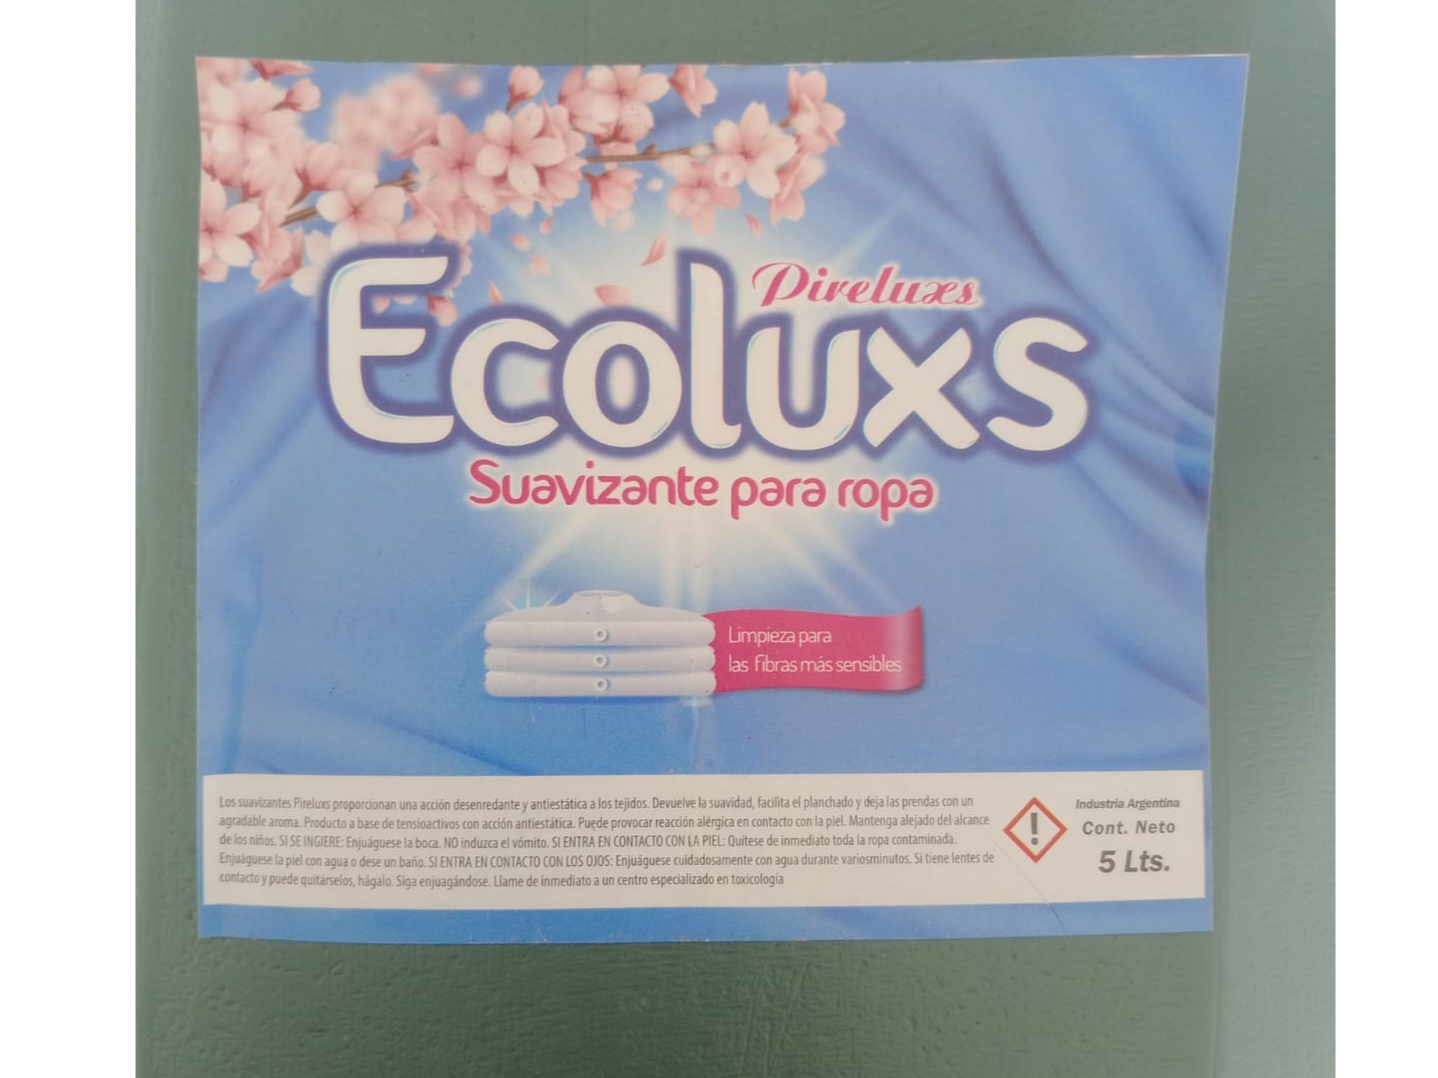 Pireluxs
Ecoluxs
Suavizante para ropa
Limpieza para
las fibras más sensibles
Los suavizantes Pireluxs proporcionan una acción desenredante y antiestática a los tejidos. Devuelve la suavidad, facilita el planchado y deja las prendas con un
agradable aroma. Producto a base de tensioactivos con acción antiestática. Puede provocar reacción alérgica en contacto con la piel. Mantenga alejado del alcance
de los niños. SI SE INGIERE: Enjuáguese la boca. NO induzca el vómito. SI ENTRA EN CONTACTO CON LA PIEL: Quítese de inmediato toda la ropa contaminada.
Enjuáguese la piel con agua o dese un baño. SI ENTRA EN CONTACTO CON LOS OJOS: Enjuáguese cuidadosamente con agua durante variosminutos. Si tiene lentes de
contacto y puede quitárselos, hágalo. Siga enjuagándose. Llame de inmediato a un centro especializado en toxicología
!
Industria Argentina
Cont. Neto
5 Lts.